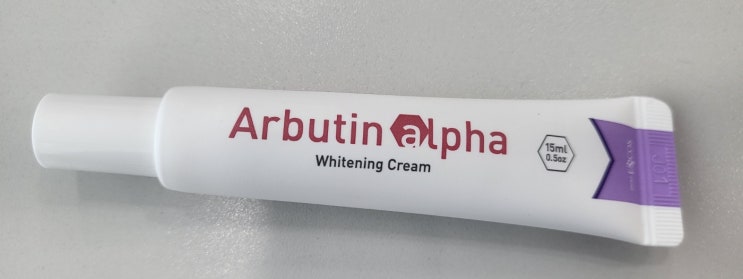 Arbutin alpha
Whitening Cream
15ml
0.5oz